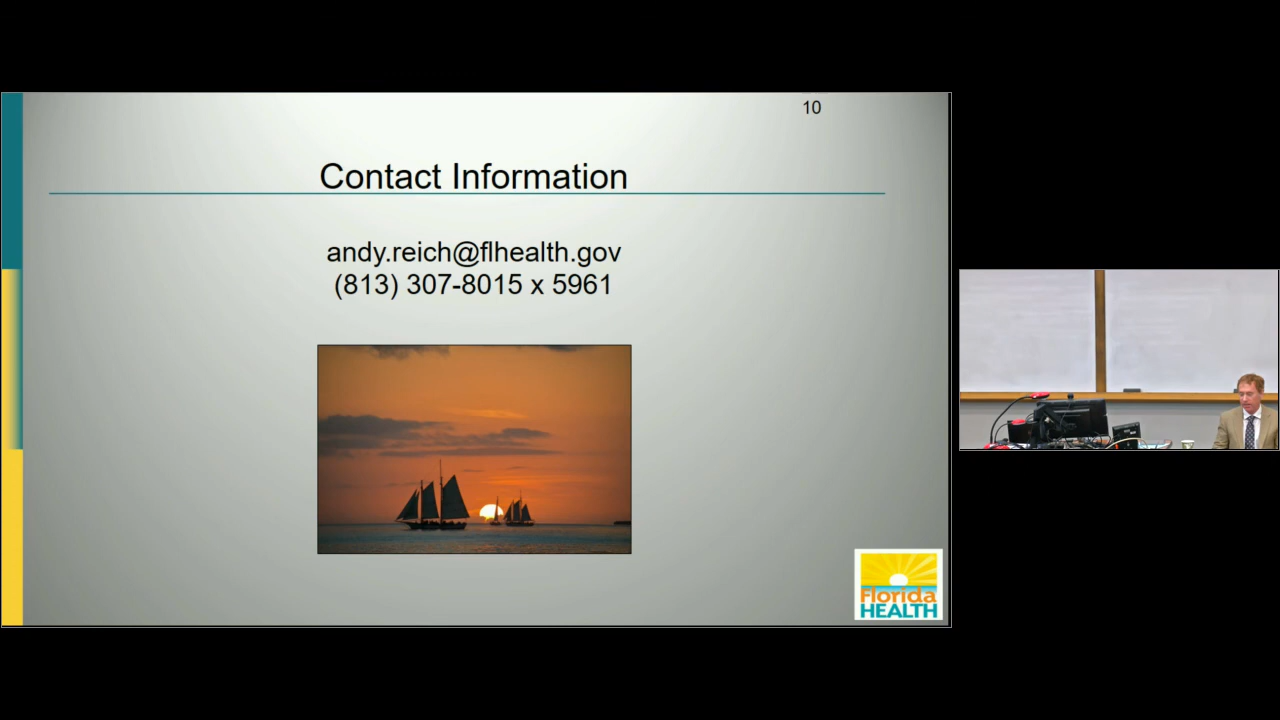 10
Contact Information
andy.reich@flhealth.gov
(813) 307-8015 x 5961
Florida
HEALTH